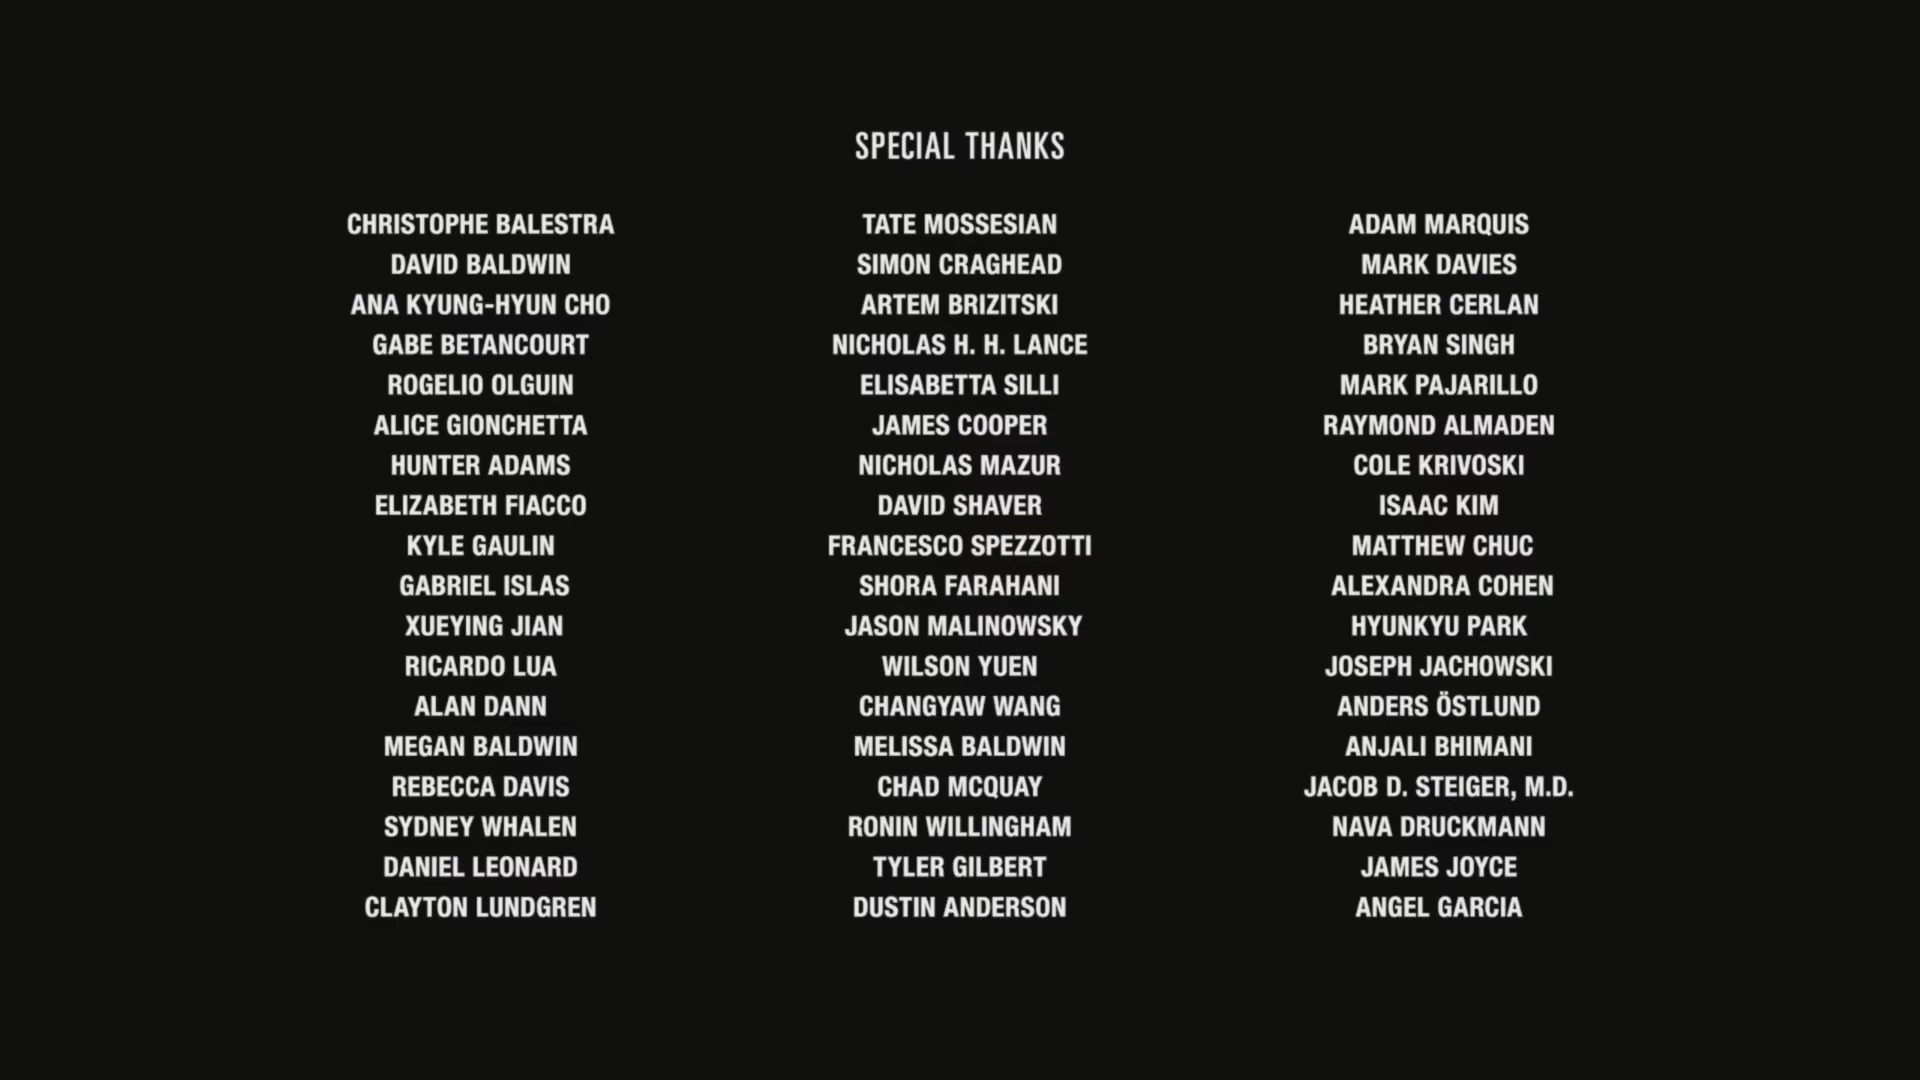 SPECIAL THANKS
CHRISTOPHE BALESTRA
DAVID BALDWIN
ANA KYUNG-HYUN CHO
GABE BETANCOURT
ROGELIO OLGUIN
ALICE GIONCHETTA
HUNTER ADAMS
ELIZABETH FIACCO
KYLE GAULIN
GABRIEL ISLAS
XUEYING JIAN
RICARDO LUA
ALAN DANN
MEGAN BALDWIN
REBECCA DAVIS
SYDNEY WHALEN
DANIEL LEONARD
CLAYTON LUNDGREN
TATE MOSSESIAN
SIMON CRAGHEAD
ARTEM BRIZITSKI
NICHOLAS H. H. LANCE
ELISABETTA SILLI
JAMES COOPER
NICHOLAS MAZUR
DAVID SHAVER
FRANCESCO SPEZZOTTI
SHORA FARAHANI
JASON MALINOWSKY
WILSON YUEN
CHANGYAW WANG
MELISSA BALDWIN
CHAD MCQUAY
RONIN WILLINGHAM
TYLER GILBERT
DUSTIN ANDERSON
ADAM MARQUIS
MARK DAVIES
HEATHER CERLAN
BRYAN SINGH
MARK PAJARILLO
RAYMOND ALMADEN
COLE KRIVOSKI
ISAAC KIM
MATTHEW CHUC
ALEXANDRA COHEN
HYUNKYU PARK
JOSEPH JACHOWSKI
ANDERS ÖSTLUND
ANJALI BHIMANI
JACOB D. STEIGER, M.D.
NAVA DRUCKMANN
JAMES JOYCE
ANGEL GARCIA